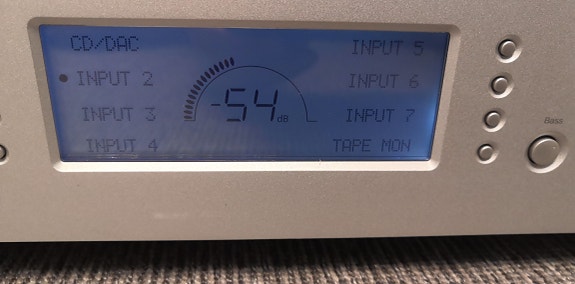 CD/DAC
INPUT 2
INPUT 3
INPUT 4
-54 dB
INPUT 5
INPUT 6
INPUT 7
TAPE MON
Bass